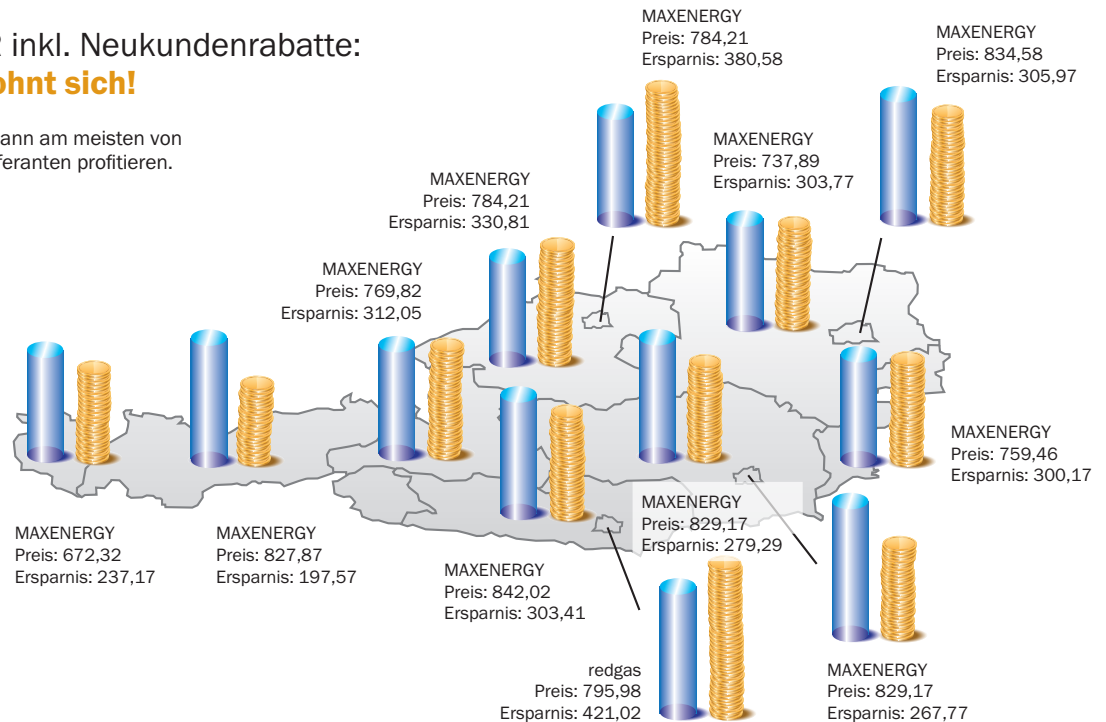 inkl. Neukundenrabatte:
ohnt sich!
ann am meisten von
feranten profitieren.
MAXENERGY
Preis: 784,21
Ersparnis: 380,58
MAXENERGY
Preis: 834,58
Ersparnis: 305,97
MAXENERGY
Preis: 737,89
Ersparnis: 303,77
MAXENERGY
Preis: 784,21
Ersparnis: 330,81
MAXENERGY
Preis: 769,82
Ersparnis: 312,05
MAXENERGY
Preis: 759,46
Ersparnis: 300,17
MAXENERGY
Preis: 829,17
Ersparnis: 279,29
MAXENERGY
Preis: 672,32
Ersparnis: 237,17
MAXENERGY
Preis: 827,87
Ersparnis: 197,57
MAXENERGY
Preis: 842,02
Ersparnis: 303,41
redgas
Preis: 795,98
Ersparnis: 421,02
MAXENERGY
Preis: 829,17
Ersparnis: 267,77